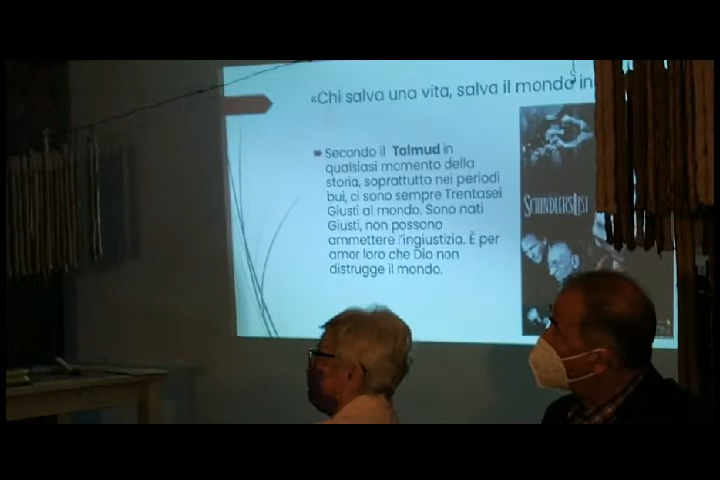 «Chi salva una vita, salva il mondo in
Secondo il Talmud in
qualsiasi momento della
storia, soprattutto nei periodi
bui, ci sono sempre Trentasei
Giusti al mondo. Sono nati
Giusti, non possono
ammettere l'ingiustizia. È per
amor loro che Dio non
distrugge il mondo.
SCHINDLER'S LIST